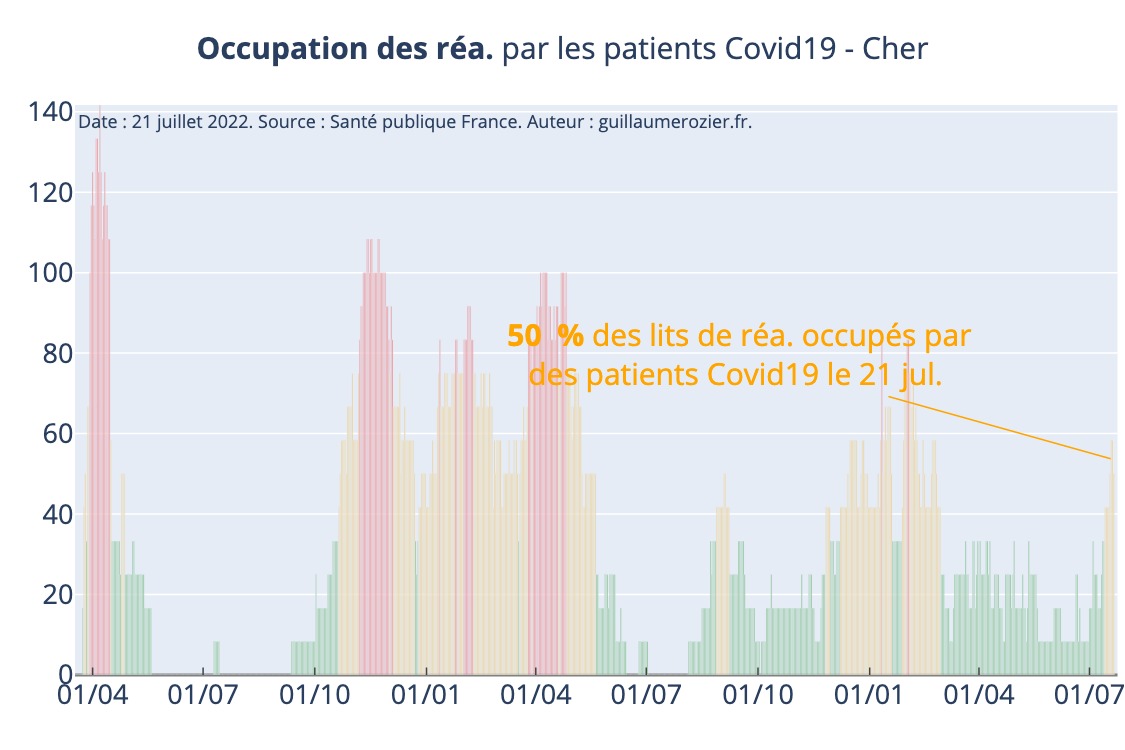 Occupation des réa. par les patients Covid19 - Cher
140
Date : 21 juillet 2022. Source : Santé publique France. Auteur : guillaumerozier.fr.
120
100
80
50 % des lits de réa. occupés par
des patients Covid19 le 21 jul.
60
40
20
0
01/04 01/07 01/10 01/01 01/04 01/07 01/10 01/01 01/04 01/07